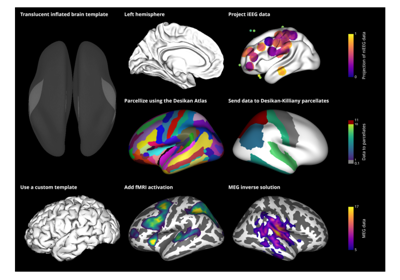 Translucent inflated brain template
Left hemisphere
Project iEEG data
Projection of iEEG data
Parcellize using the Desikan Atlas
Send data to Desikan-Killiany parcellates
Data to parcellates
Use a custom template
Add fMRI activation
MEG inverse solution
MEG data